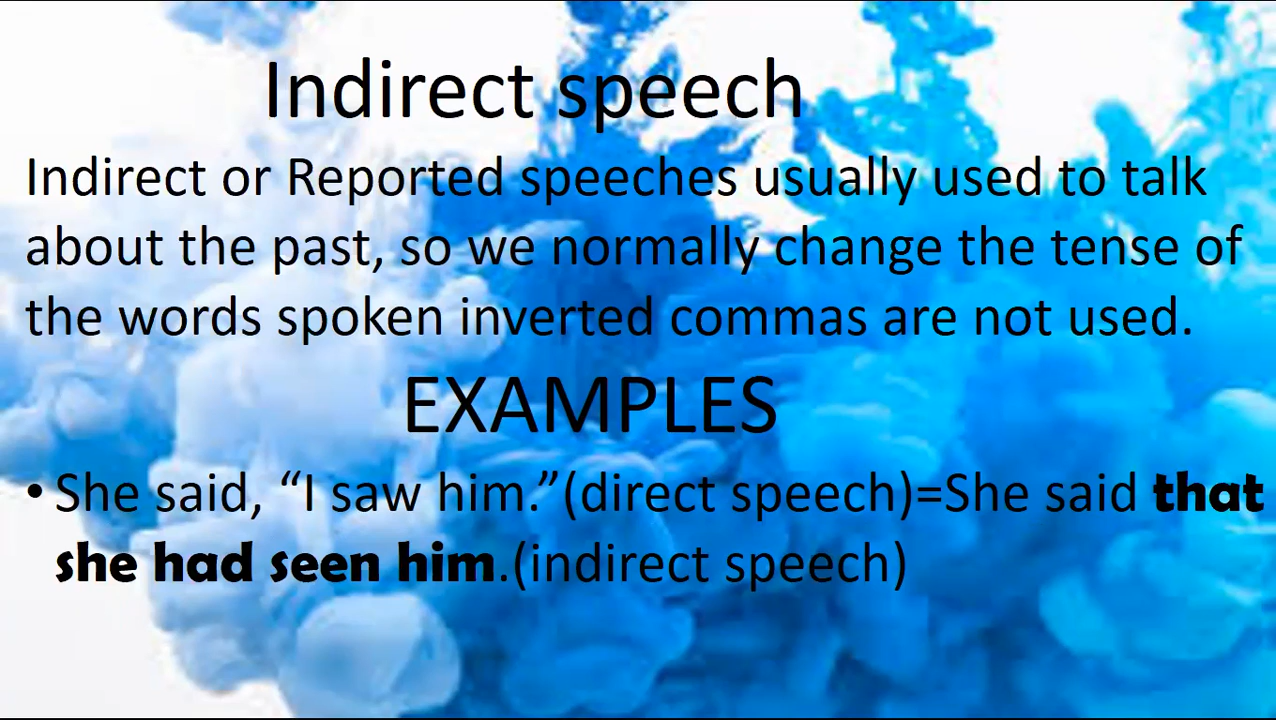 Indirect speech
Indirect or Reported speeches usually used to talk
about the past, so we normally change the tense of
the words spoken inverted commas are not used.
EXAMPLES
• She said, “I saw him.”(direct speech)=She said that
she had seen him.(indirect speech)